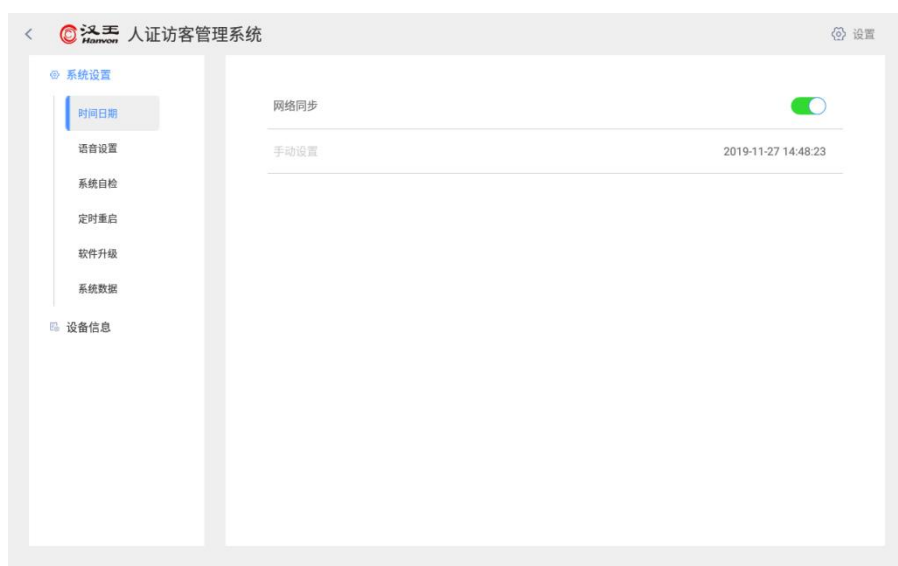 汉王 Hanvon 人证访客管理系统
设置
系统设置
时间日期
语音设置
系统自检
定时重启
软件升级
系统数据
设备信息
网络同步
手动设置 2019-11-27 14:48:23